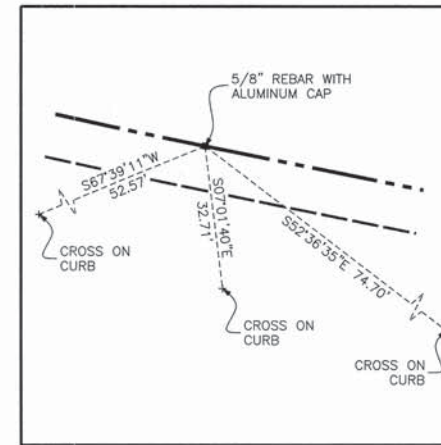 5/8" REBAR WITH
ALUMINUM CAP
S67°39'11"W
52.57'
S07°01'40"E
32.71'
S52°36'35"E 74.70'
CROSS ON
CURB
CROSS ON
CURB
CROSS ON
CURB